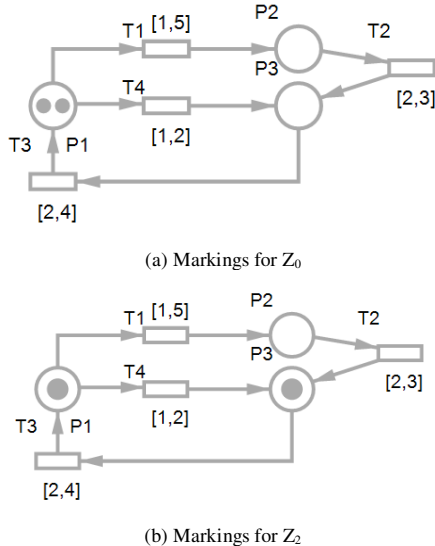 T1 [1,5] P2 T2
T4 P3
[2,3]
T3 P1 [1,2]
[2,4]
(a) Markings for Z0
T1 [1,5] P2 T2
T4 P3
[2,3]
T3 P1 [1,2]
[2,4]
(b) Markings for Z2